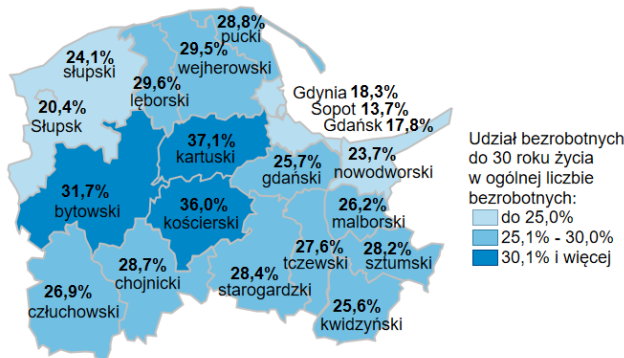 28,8%
pucki
29,5%
wejherowski
24,1%
słupski
29,6%
lęborski
20,4%
Słupsk
Gdynia 18,3%
Sopot 13,7%
Gdańsk 17,8%
37,1%
kartuski
25,7%
gdański
23,7%
nowodworski
31,7%
bytowski
36,0%
kościerski
26,2%
malborski
27,6%
tczewski
28,2%
sztumski
28,7%
chojnicki
28,4%
starogardzki
26,9%
człuchowski
25,6%
kwidzyński
Udział bezrobotnych
do 30 roku życia
w ogólnej liczbie
bezrobotnych:
do 25,0%
25,1% - 30,0%
30,1% i więcej